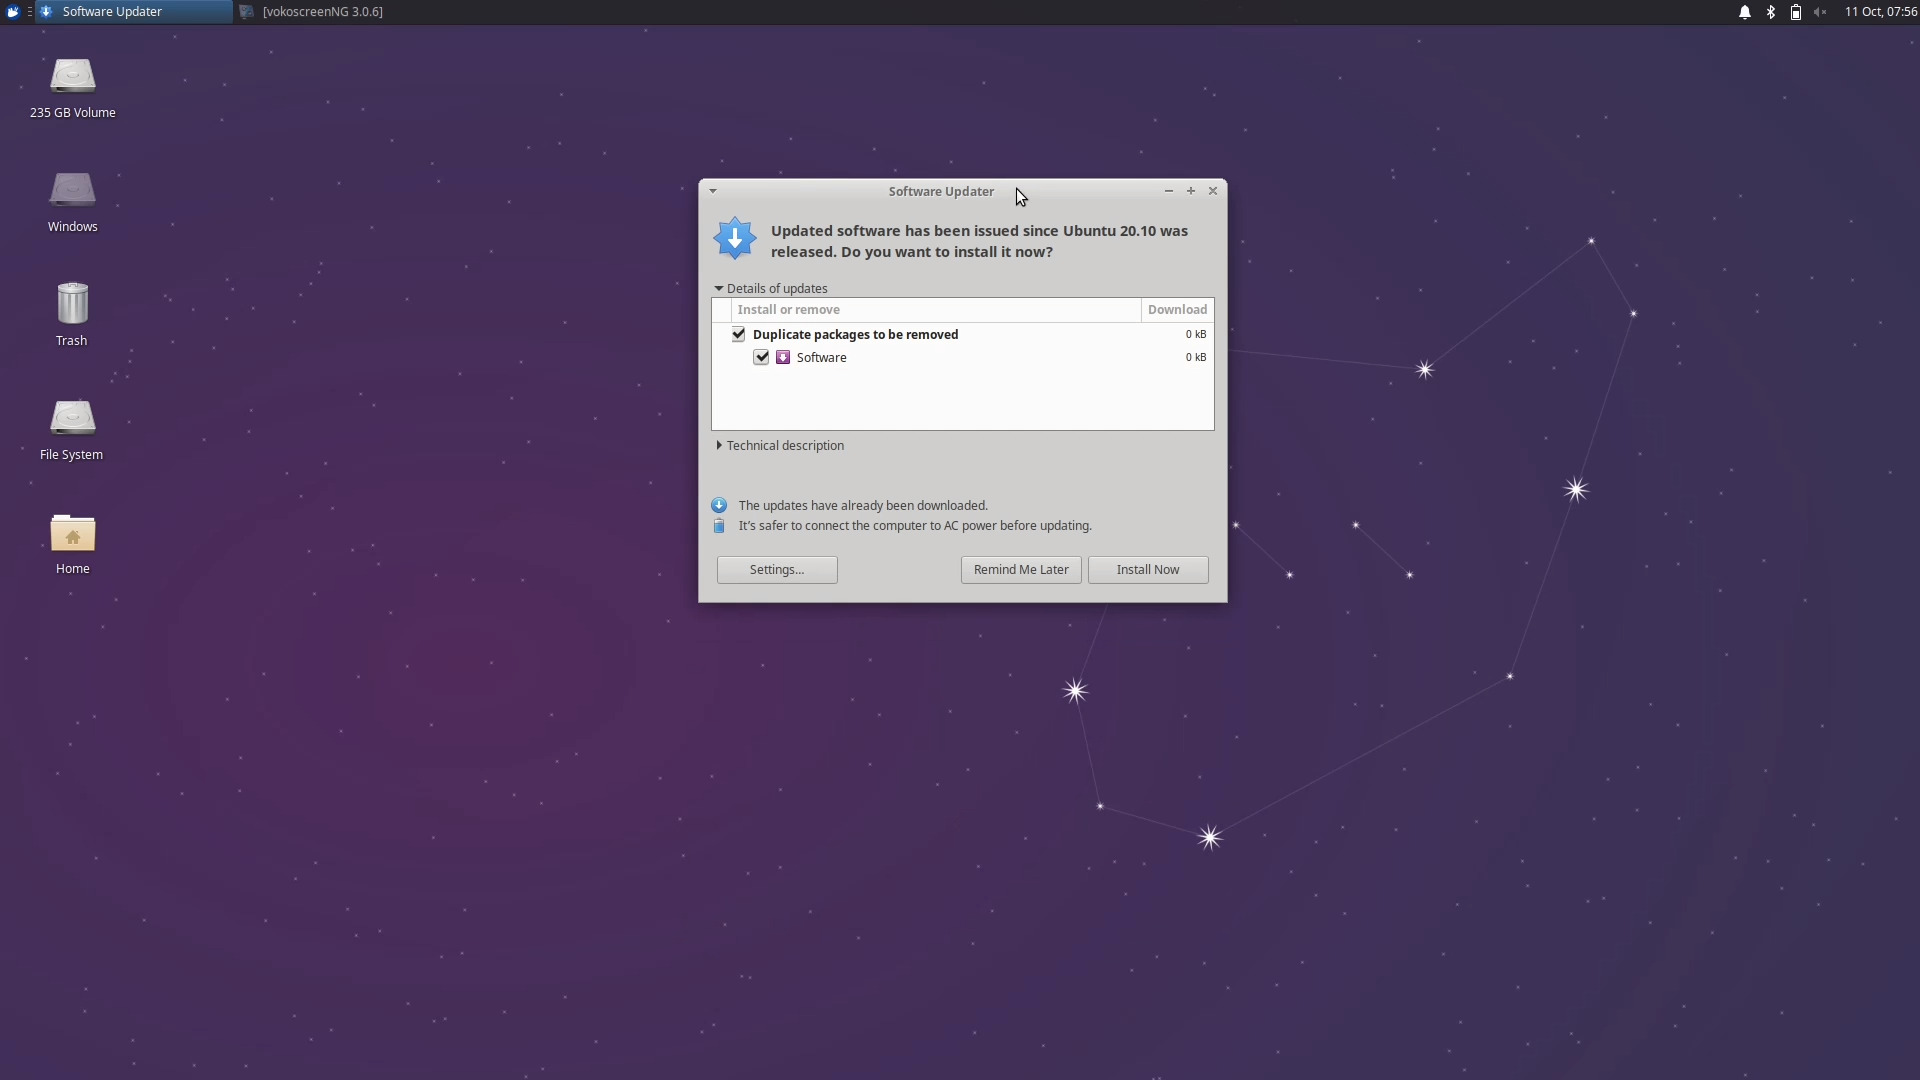 Software Updater
[vokoscreenNG 3.0.6]
11 Oct, 07:56
235 GB Volume
Windows
Trash
File System
Home
Software Updater
Updated software has been issued since Ubuntu 20.10 was
released. Do you want to install it now?
Details of updates
Install or remove Download
Duplicate packages to be removed 0 kB
Software 0 kB
Technical description
The updates have already been downloaded.
It's safer to connect the computer to AC power before updating.
Settings... Remind Me Later Install Now